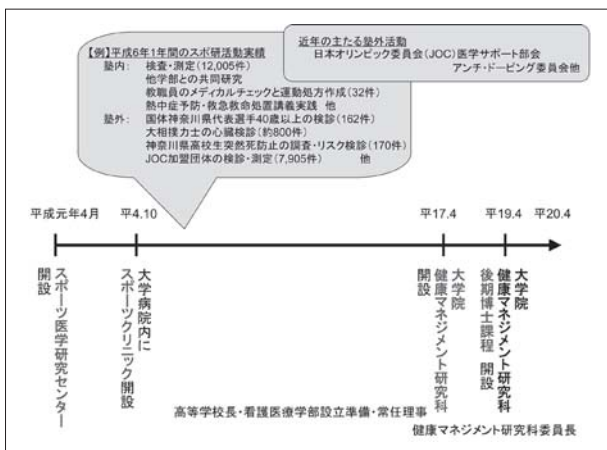 【例】平成6年1年間のスポ研活動実績
塾内： 検査・測定（12,005件）
他学部との共同研究
教職員のメディカルチェックと運動処方作成（32件）
熱中症予防・救急救命処置講義実践 他
塾外： 国体神奈川県代表選手40歳以上の検診（162件）
大相撲力士の心臓検診（約800件）
神奈川県高校生突然死防止の調査・リスク検診（170件）
JOC加盟団体の検診・測定（7,905件） 他
近年の主たる塾外活動
日本オリンピック委員会（JOC）医学サポート部会
アンチ・ドーピング委員会他
平成元年4月
平4.10
平17.4
平19.4
平20.4
スポーツ医学研究センター
開設
大学病院内に
スポーツクリニック開設
大学院
健康マネジメント研究科
開設
大学院
健康マネジメント研究科
後期博士課程 開設
高等学校長・看護医療学部設立準備・常任理事
健康マネジメント研究科委員長